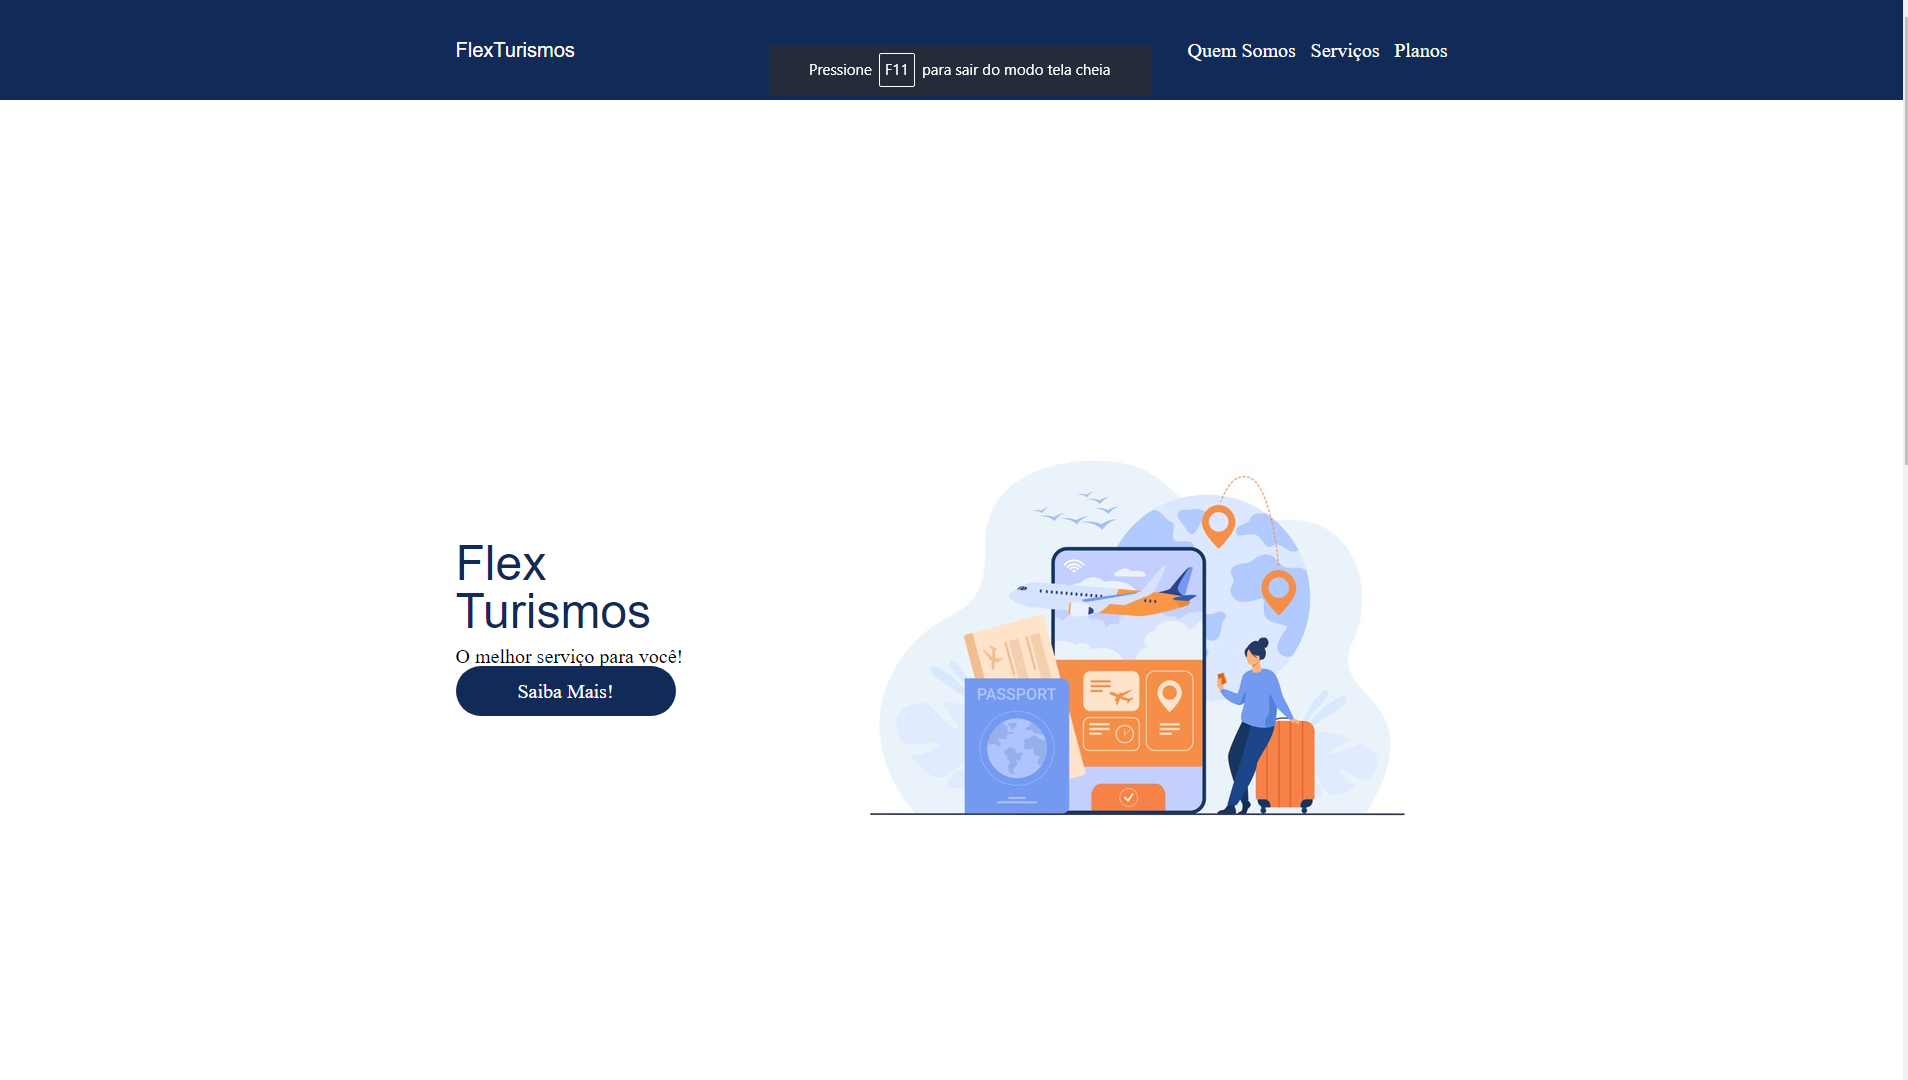 FlexTurismos
Pressione F11 para sair do modo tela cheia
Quem Somos Serviços Planos
Flex
Turismos
O melhor serviço para você!
Saiba Mais!
PASSPORT